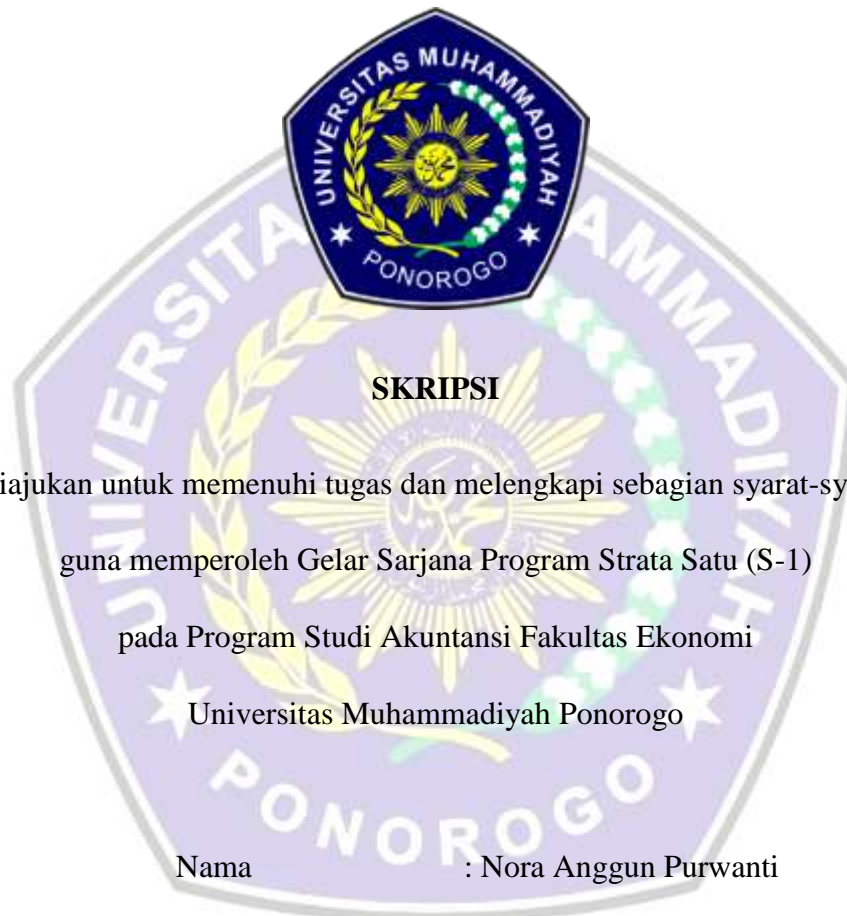 UNIVERSITAS MUHAMMADIYAH
PONOROGO
SKRIPSI
iajukan untuk memenuhi tugas dan melengkapi sebagian syarat-sy
guna memperoleh Gelar Sarjana Program Strata Satu (S-1)
pada Program Studi Akuntansi Fakultas Ekonomi
Universitas Muhammadiyah Ponorogo
Nama : Nora Anggun Purwanti